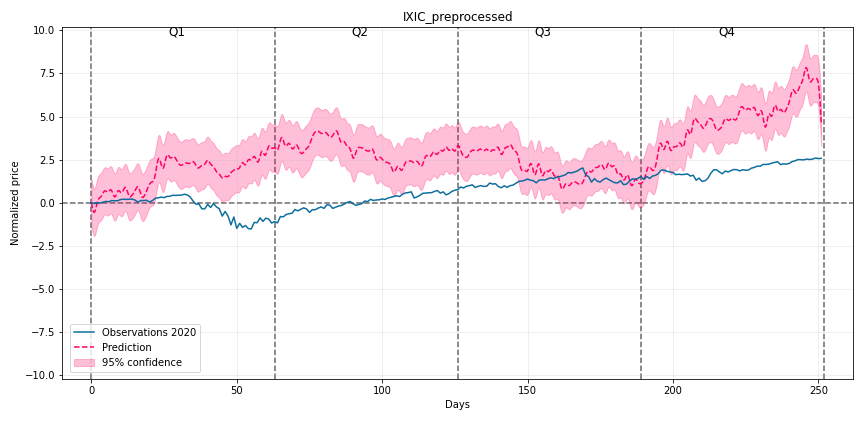 IXIC_preprocessed
Q1 Q2 Q3 Q4
10.0
7.5
5.0
2.5
0.0
−2.5
−5.0
−7.5
−10.0
Normalized price
Observations 2020
Prediction
95% confidence
0 50 100 150 200 250
Days